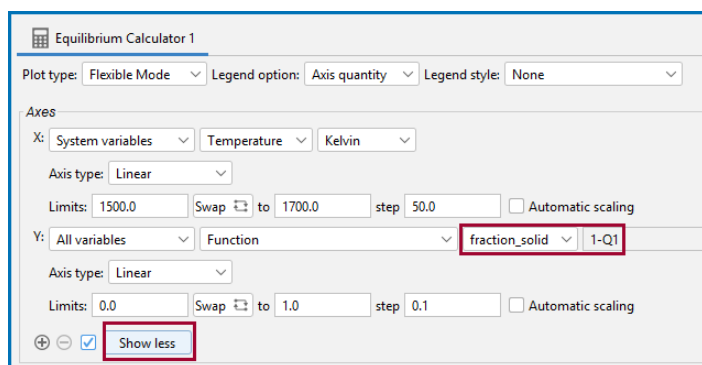 Equilibrium Calculator 1
Plot type: Flexible Mode Legend option: Axis quantity Legend style: None
Axes
X: System variables Temperature Kelvin
Axis type: Linear
Limits: 1500.0 Swap to 1700.0 step 50.0 Automatic scaling
Y: All variables Function fraction_solid 1-Q1
Axis type: Linear
Limits: 0.0 Swap to 1.0 step 0.1 Automatic scaling
Show less